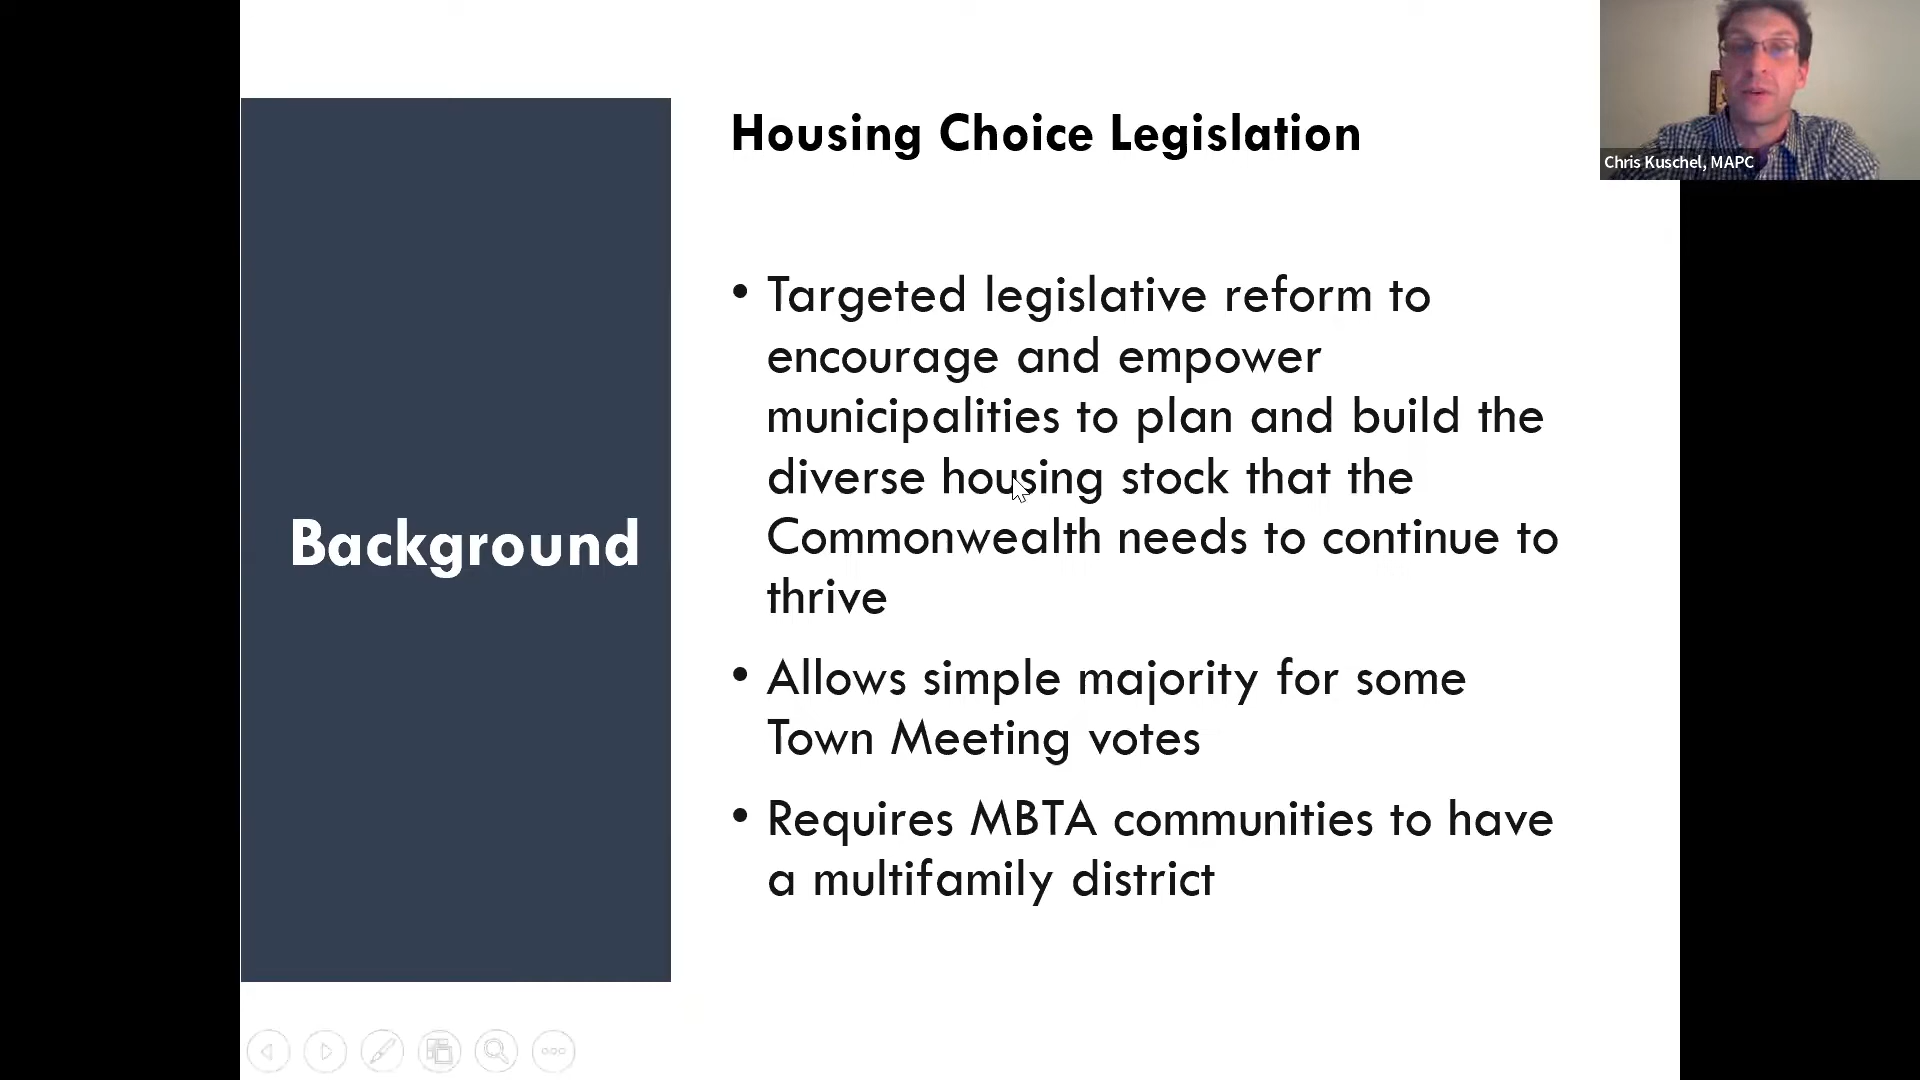 Housing Choice Legislation
Chris Kuschel, MAPC
Background
• Targeted legislative reform to
encourage and empower
municipalities to plan and build the
diverse housing stock that the
Commonwealth needs to continue to
thrive
• Allows simple majority for some
Town Meeting votes
• Requires MBTA communities to have
a multifamily district